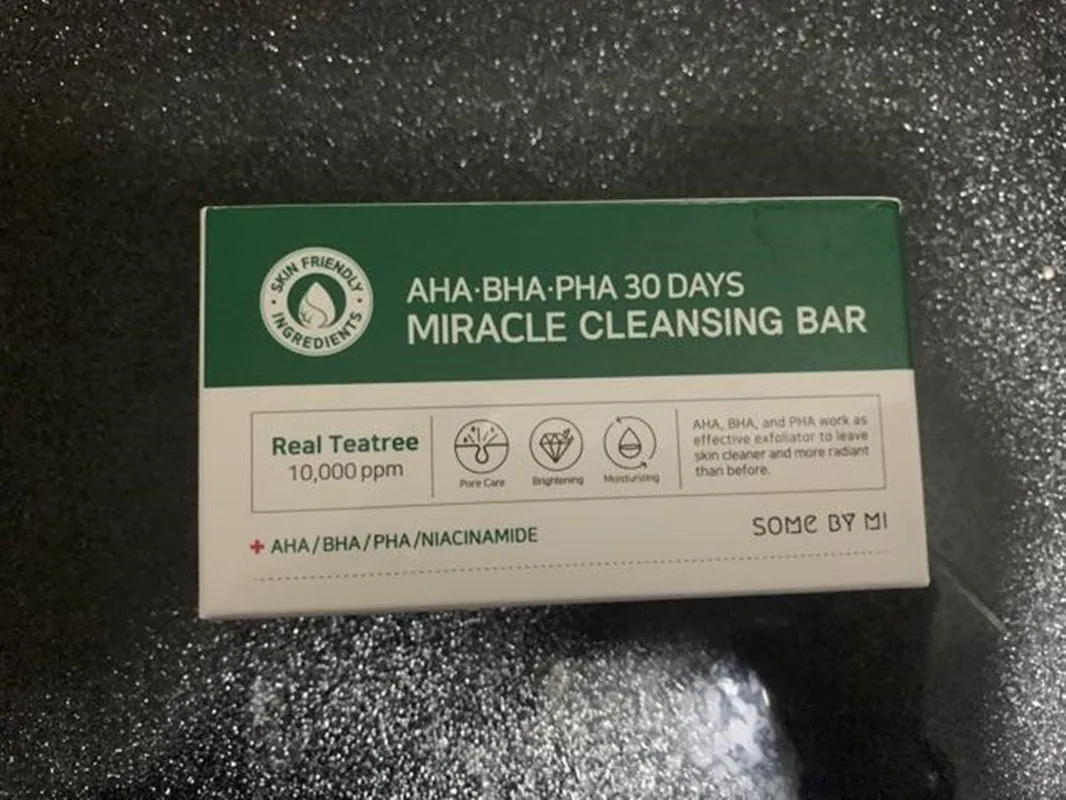 SKIN FRIENDLY
INGREDIENTS
AHA·BHA·PHA 30 DAYS
MIRACLE CLEANSING BAR
Real Teatree
10,000 ppm
Pore Care
Brightening
Moisturizing
AHA, BHA, and PHA work as
effective exfoliator to leave
skin cleaner and more radiant
than before.
+ AHA/BHA/PHA/NIACINAMIDE
SOME BY MI